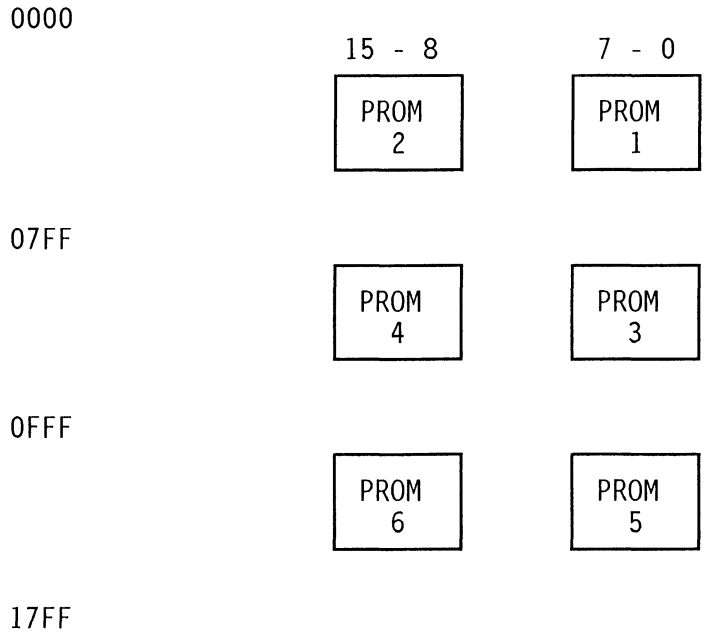 0000
15 - 8 7 - 0
PROM 2 PROM 1
07FF
PROM 4 PROM 3
0FFF
PROM 6 PROM 5
17FF